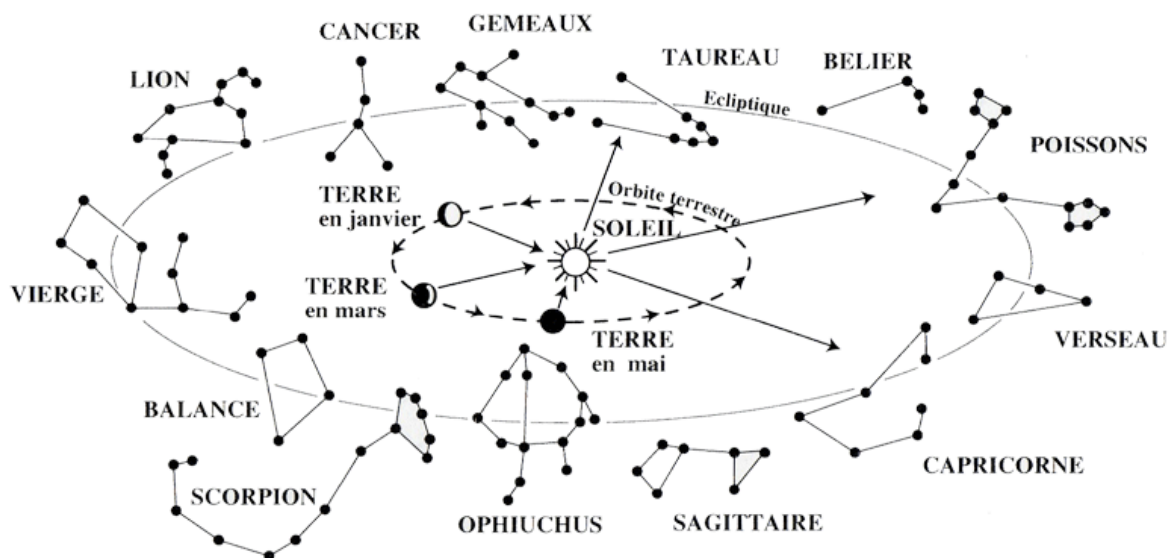 CANCER
GEMEAUX
LION
TAUREAU
BELIER
Ecliptique
POISSONS
TERRE
en janvier
Orbite terrestre
SOLEIL
VIERGE
TERRE
en mars
TERRE
en mai
VERSEAU
BALANCE
CAPRICORNE
SCORPION
OPHIUCHUS
SAGITTAIRE